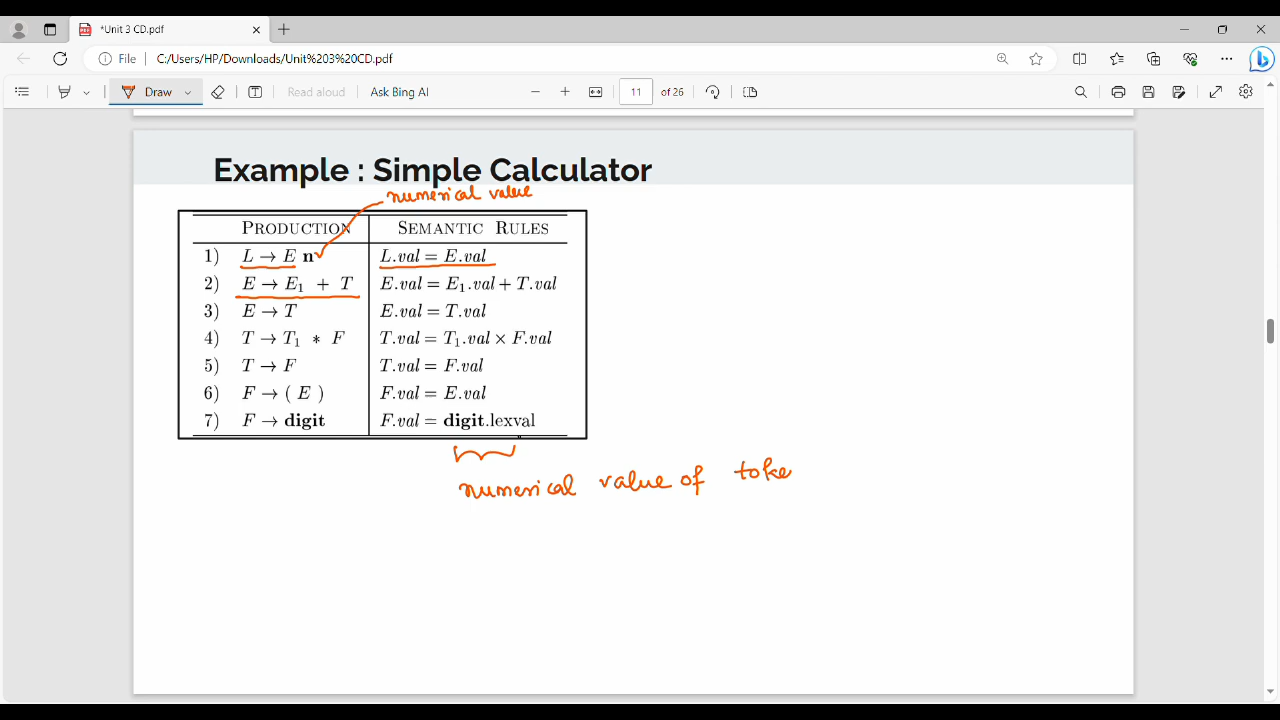 *Unit 3 CD.pdf
File C:/Users/HP/Downloads/Unit%203%20CD.pdf
Draw Read aloud Ask Bing AI 11 of 26
Example : Simple Calculator
numerical value
PRODUCTION SEMANTIC RULES
1) L → E n L.val = E.val
2) E → E₁ + T E.val = E₁.val + T.val
3) E → T E.val = T.val
4) T → T₁ * F T.val = T₁.val × F.val
5) T → F T.val = F.val
6) F → ( E ) F.val = E.val
7) F → digit F.val = digit.lexval
numerical value of toke